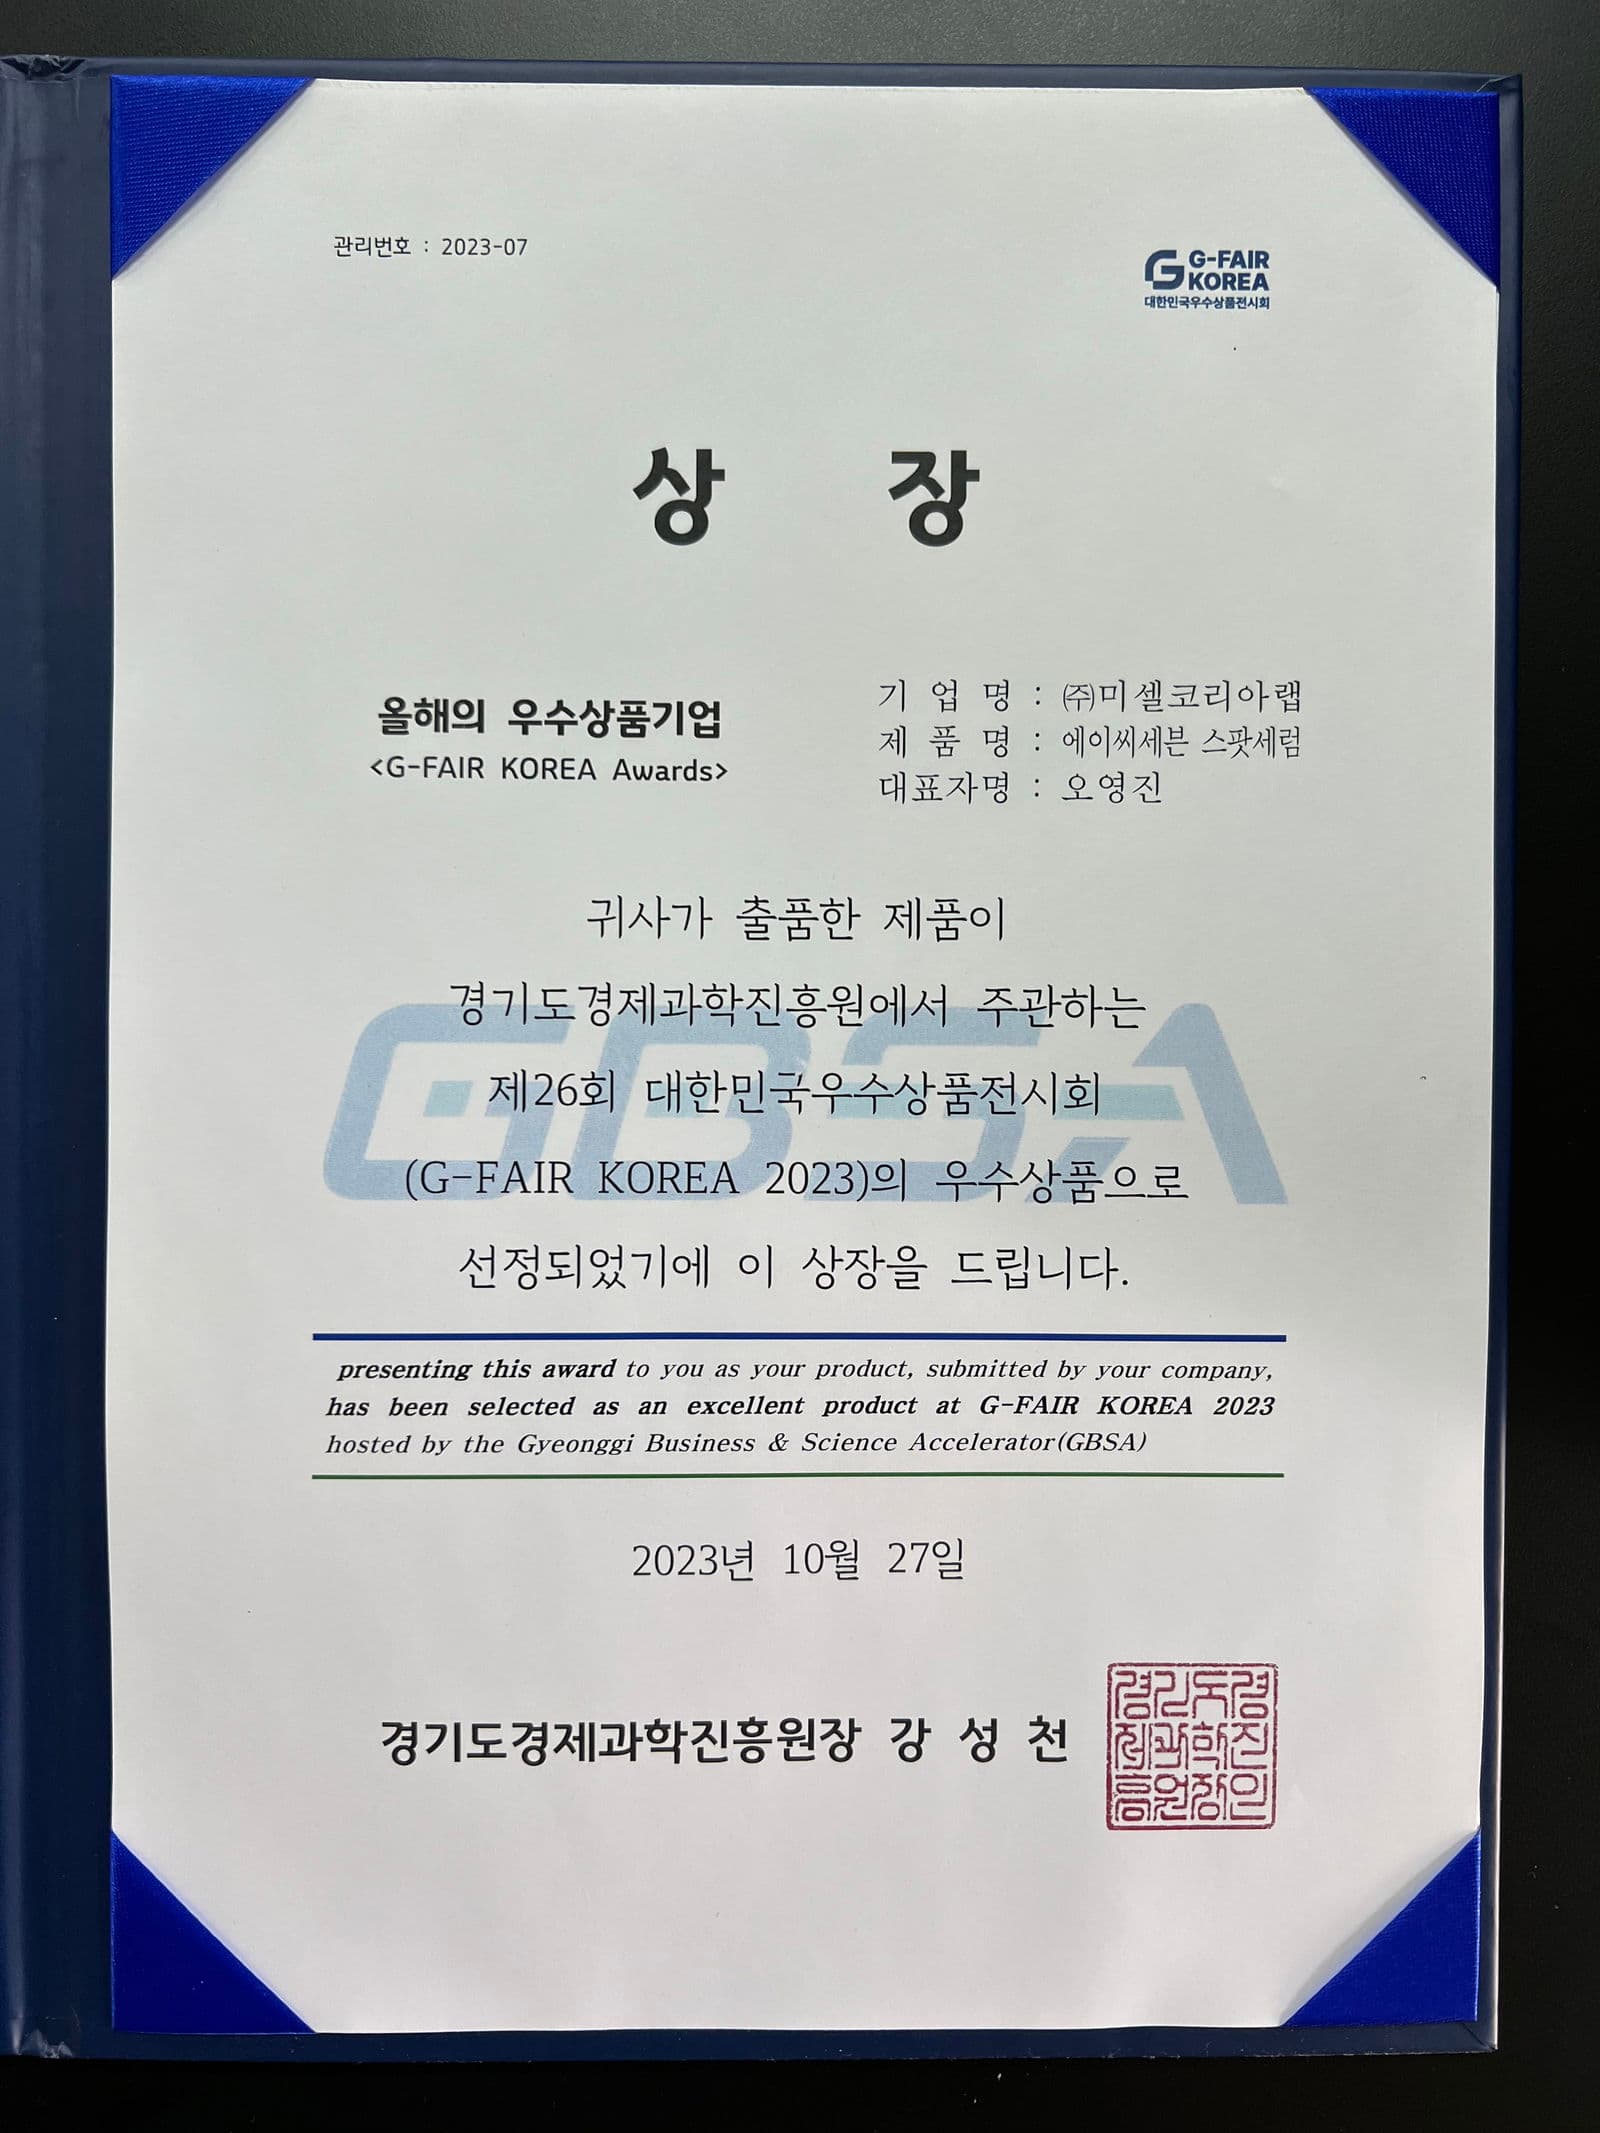 관리번호 : 2023-07
G-FAIR
KOREA
대한민국우수상품전시회
상 장
올해의 우수상품기업
<G-FAIR KOREA Awards>
기 업 명 : ㈜미셀코리아랩
제 품 명 : 에이씨세븐 스팟세럼
대표자명 : 오영진
귀사가 출품한 제품이
경기도경제과학진흥원에서 주관하는
제26회 대한민국우수상품전시회
(G-FAIR KOREA 2023)의 우수상품으로
선정되었기에 이 상장을 드립니다.
GBSA
presenting this award to you as your product, submitted by your company,
has been selected as an excellent product at G-FAIR KOREA 2023
hosted by the Gyeonggi Business & Science Accelerator(GBSA)
2023년 10월 27일
경기도경제과학진흥원장 강 성 천
경기도경
제과학진
흥원장인